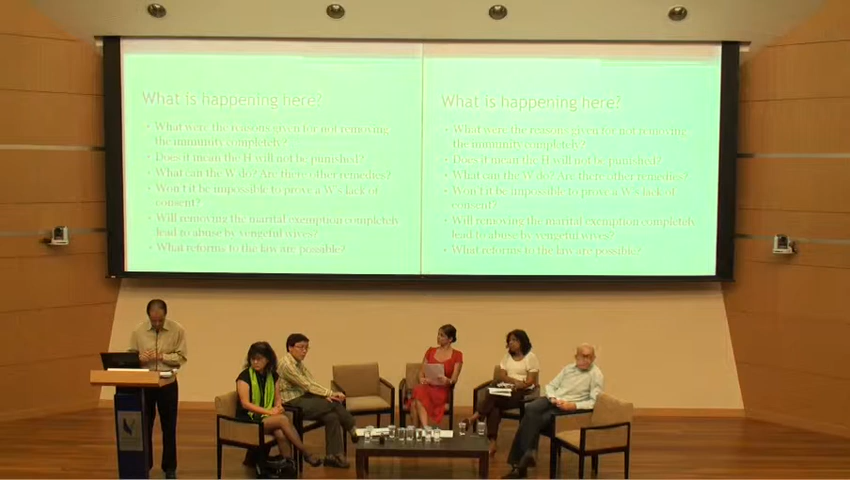 What is happening here?
• What were the reasons given for not removing
the immunity completely?
• Does it mean the H will not be punished?
• What can the W do? Are there other remedies?
• Won't it be impossible to prove a W's lack of
consent?
• Will removing the marital exemption completely
lead to abuse by vengeful wives?
• What reforms to the law are possible?
What is happening here?
• What were the reasons given for not removing
the immunity completely?
• Does it mean the H will not be punished?
• What can the W do? Are there other remedies?
• Won't it be impossible to prove a W's lack of
consent?
• Will removing the marital exemption completely
lead to abuse by vengeful wives?
• What reforms to the law are possible?